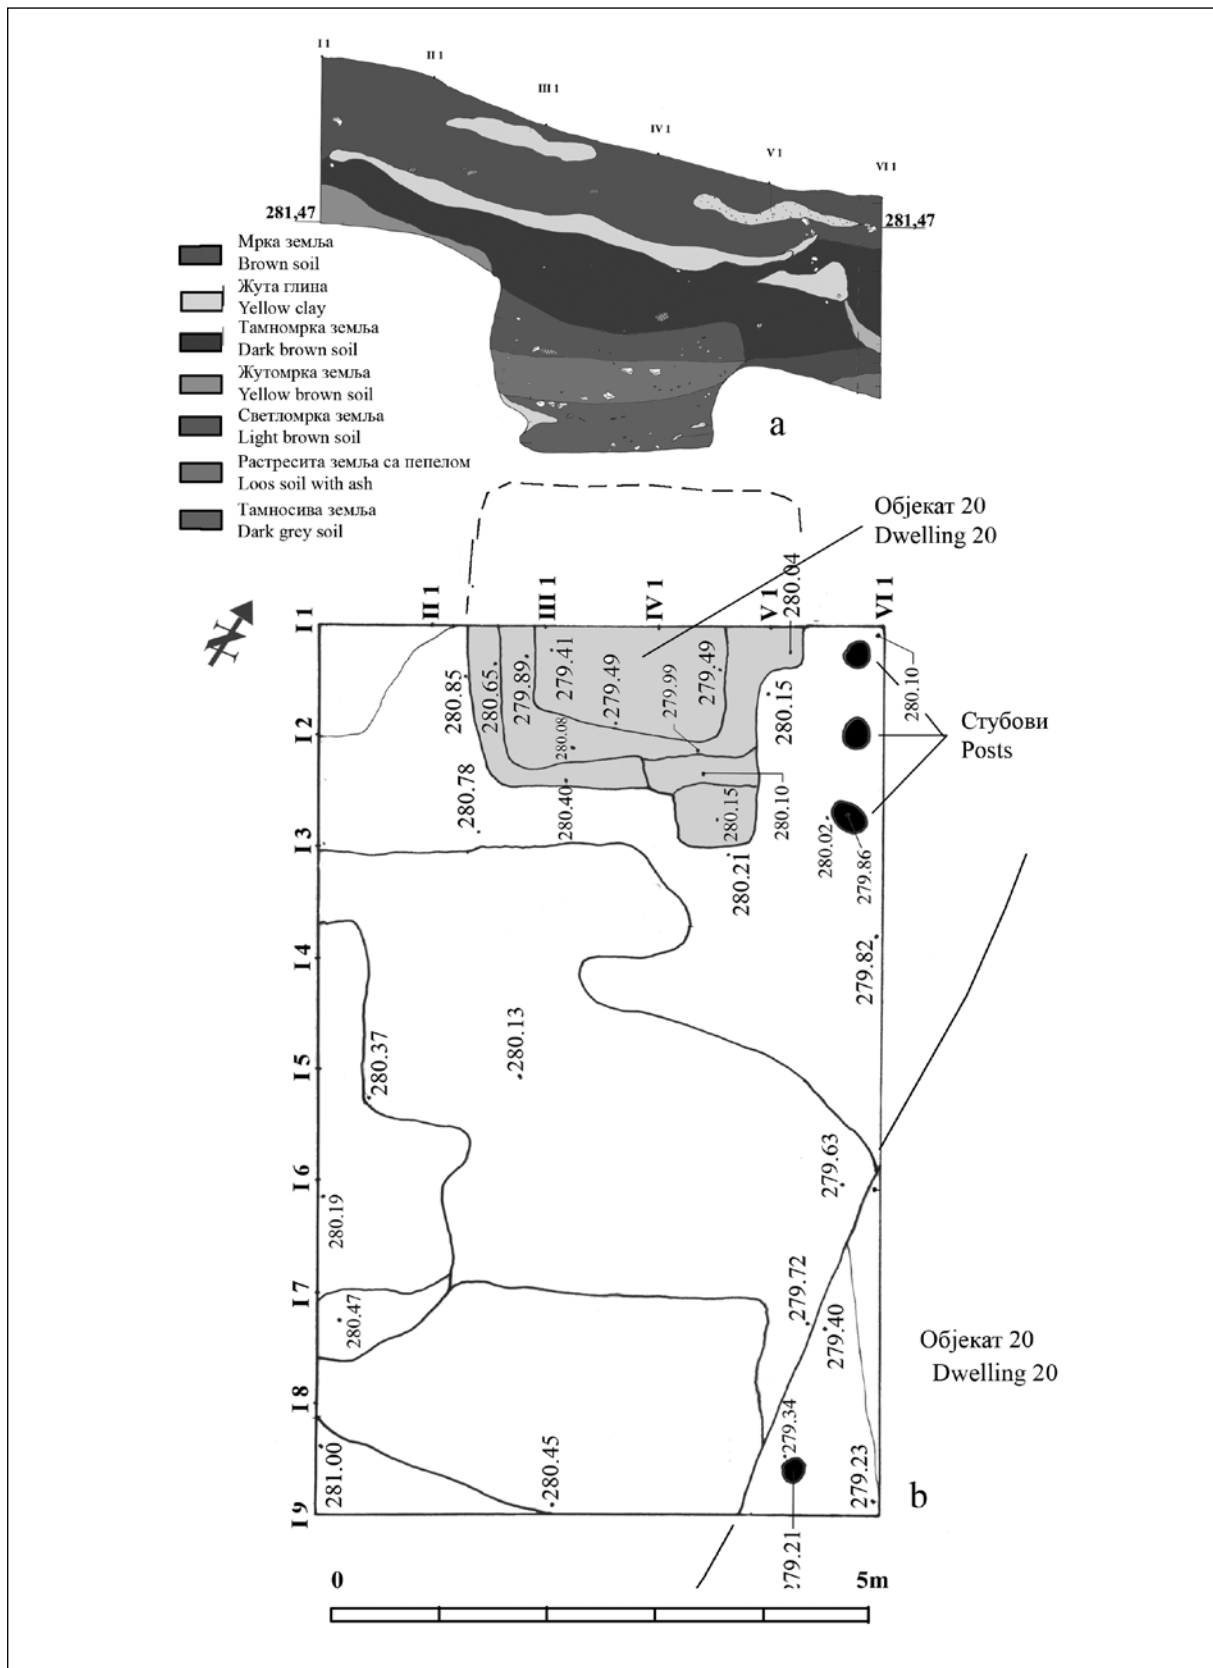 I 1
II 1
III 1
IV 1
V 1
VI 1
281,47
281,47
Мрка земља
Brown soil
Жута глина
Yellow clay
Тамномрка земља
Dark brown soil
Жутомрка земља
Yellow brown soil
Светломрка земља
Light brown soil
Растресита земља са пепелом
Loos soil with ash
Тамносива земља
Dark grey soil
a
Објекат 20
Dwelling 20
N
I 1
II 1
III 1
IV 1
V 1
VI 1
280.04
280.85
280.65
279.89
279.41
279.49
279.49
279.99
280.15
280.10
I 2
280.08
Стубови
Posts
280.78
280.40
280.15
280.10
280.02
279.86
I 3
280.21
I 4
279.82
280.13
I 5
280.37
I 6
279.63
280.19
I 7
279.72
280.47
279.40
Објекат 20
Dwelling 20
I 8
279.34
281.00
280.45
279.23
b
I 9
279.21
0
5m